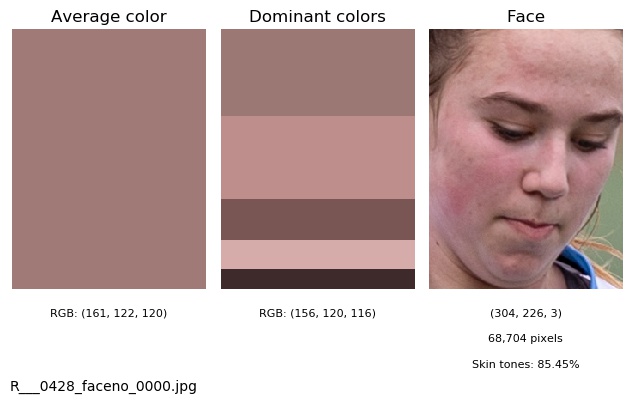 Average color
Dominant colors
Face
RGB: (161, 122, 120)
RGB: (156, 120, 116)
(304, 226, 3)
68,704 pixels
Skin tones: 85.45%
R___0428_faceno_0000.jpg